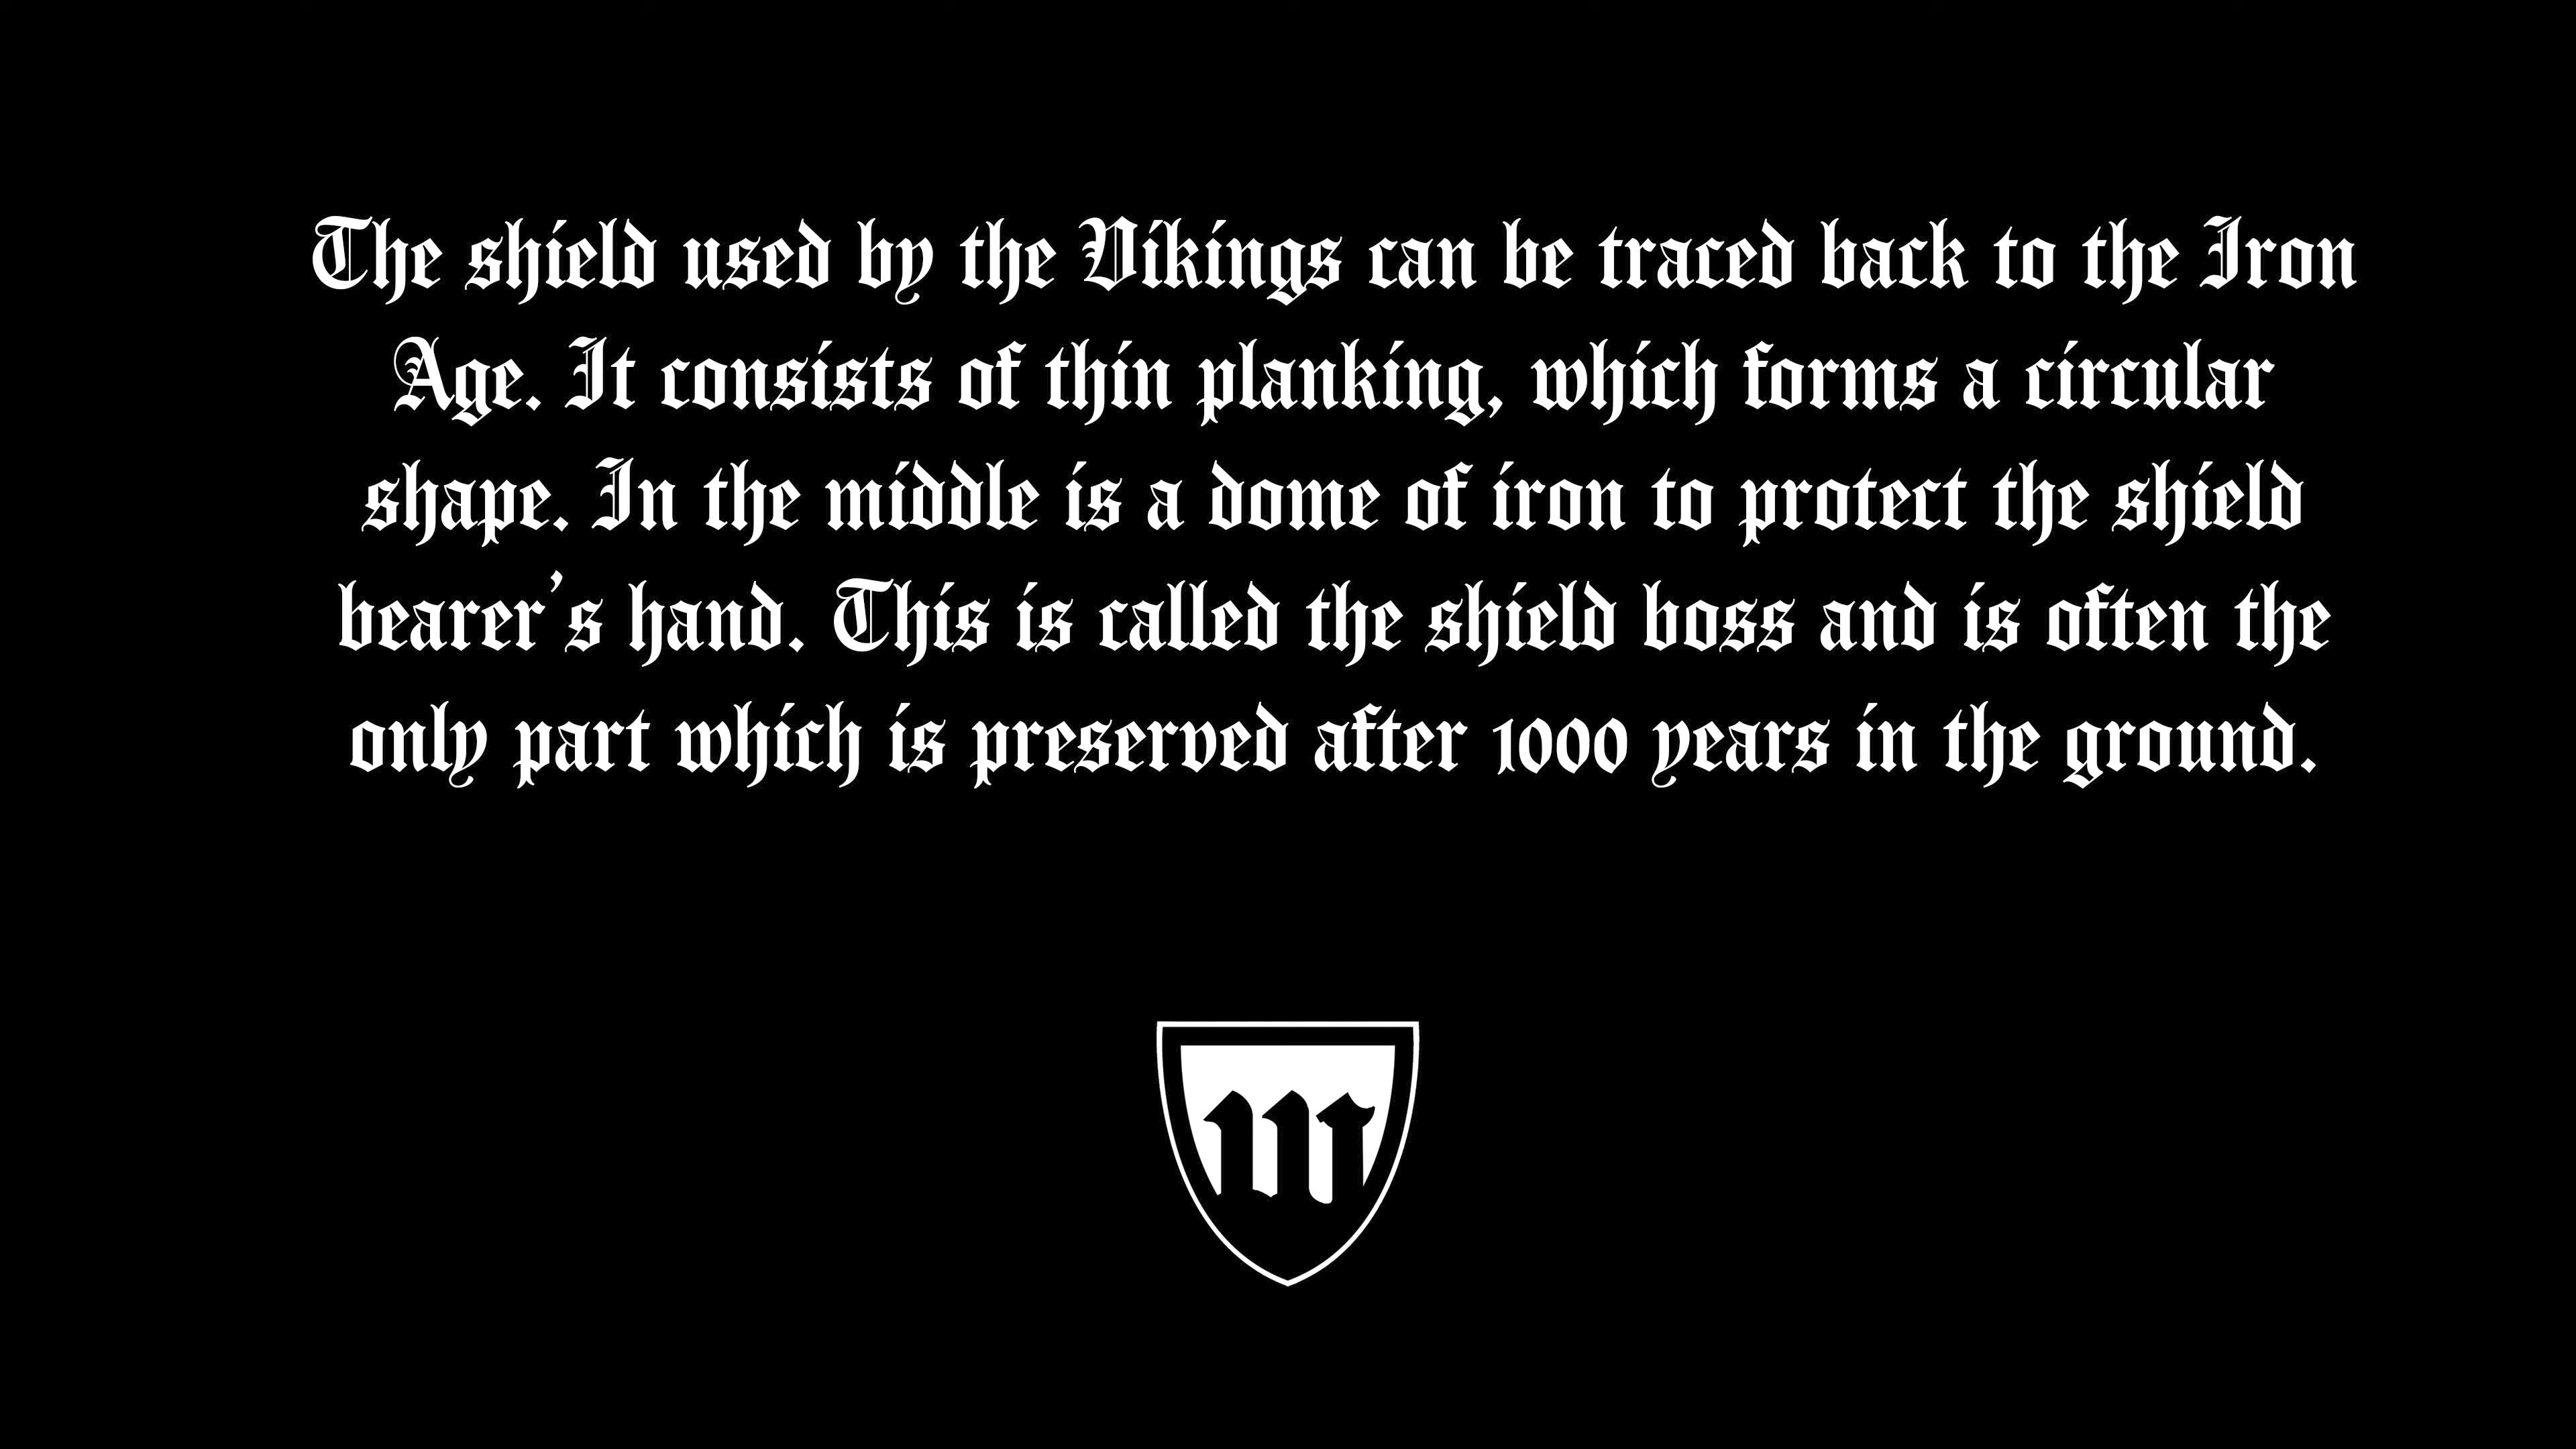 The shield used by the Vikings can be traced back to the Iron
Age. It consists of thin planking, which forms a circular
shape. In the middle is a dome of iron to protect the shield
bearer’s hand. This is called the shield boss and is often the
only part which is preserved after 1000 years in the ground.
m